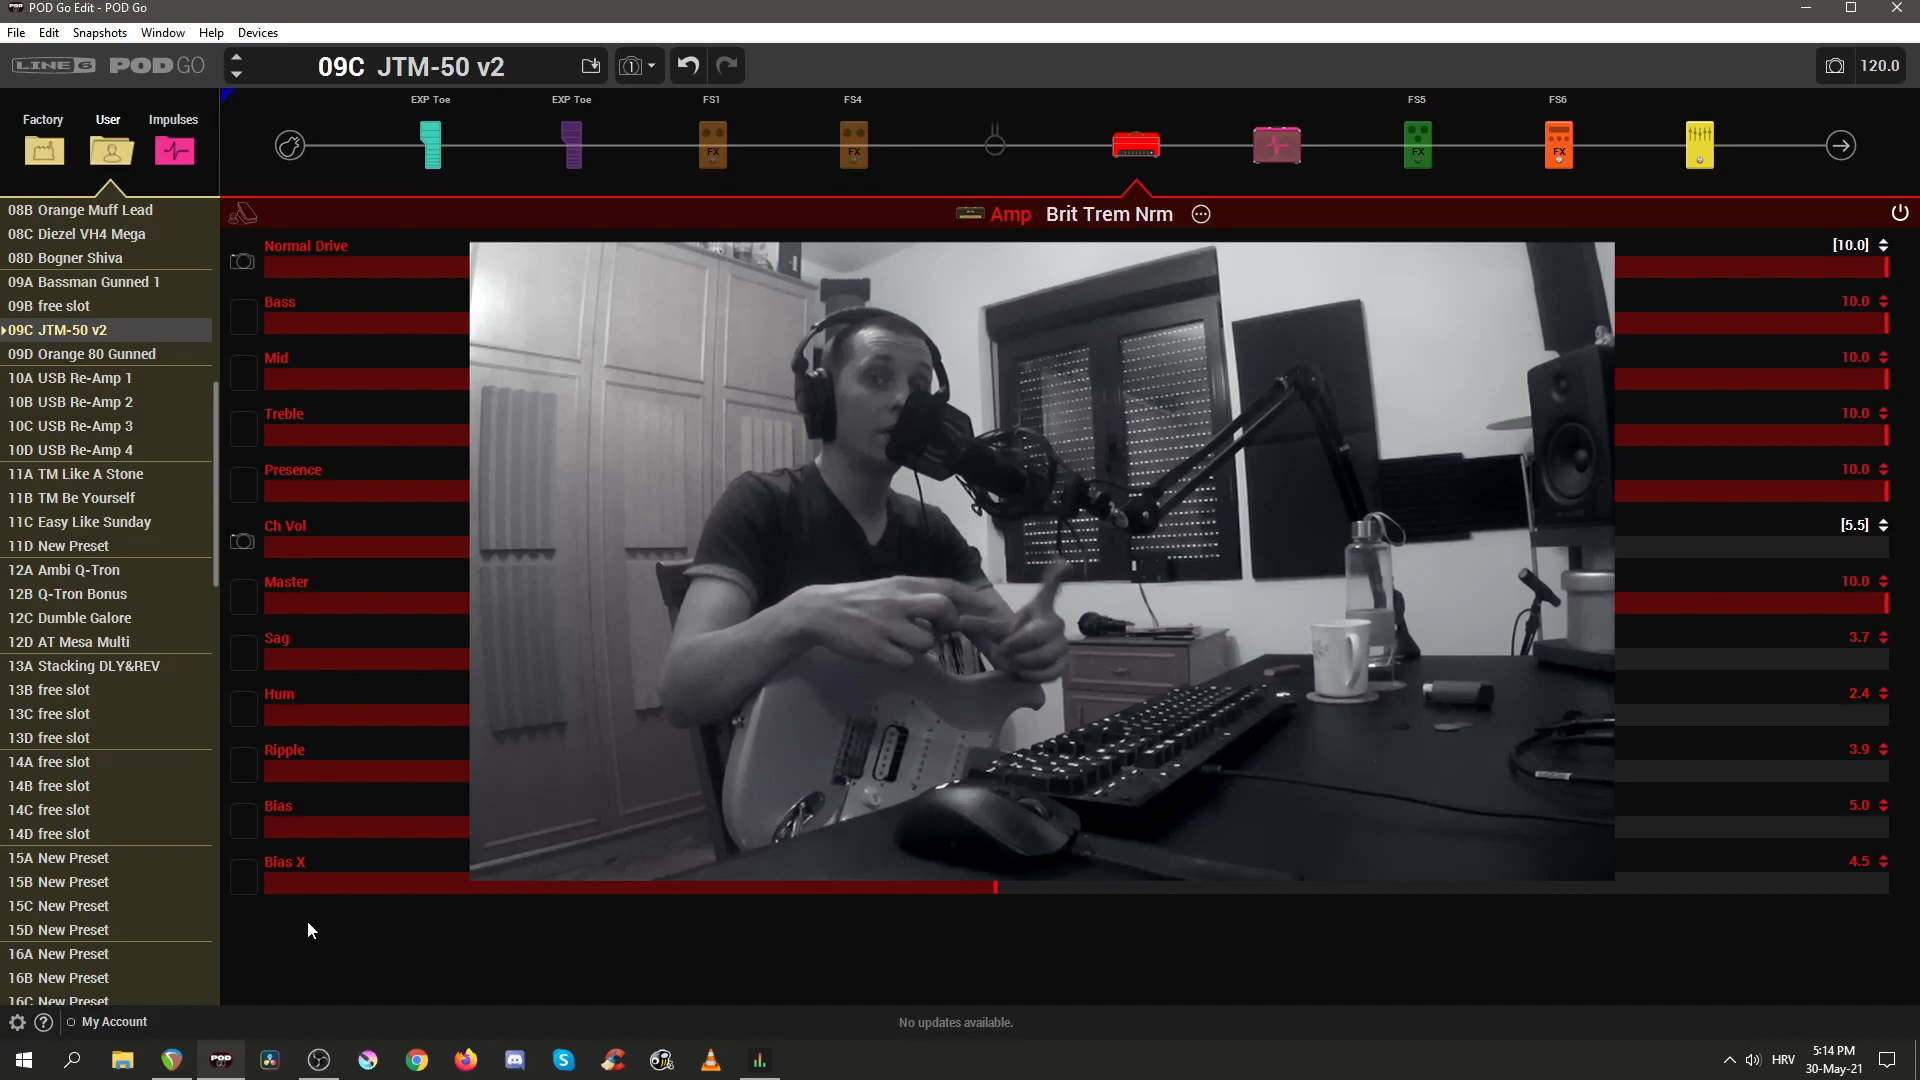 POD Go Edit - POD Go
File Edit Snapshots Window Help Devices
LINE 6 POD GO
09C JTM-50 v2
1
120.0
Factory User Impulses
EXP Toe EXP Toe FS1 FS4 FS5 FS6
FX FX FX FX
Amp Brit Trem Nrm
08B Orange Muff Lead
08C Diezel VH4 Mega
08D Bogner Shiva
09A Bassman Gunned 1
09B free slot
09C JTM-50 v2
09D Orange 80 Gunned
10A USB Re-Amp 1
10B USB Re-Amp 2
10C USB Re-Amp 3
10D USB Re-Amp 4
11A TM Like A Stone
11B TM Be Yourself
11C Easy Like Sunday
11D New Preset
12A Ambi Q-Tron
12B Q-Tron Bonus
12C Dumble Galore
12D AT Mesa Multi
13A Stacking DLY&REV
13B free slot
13C free slot
13D free slot
14A free slot
14B free slot
14C free slot
14D free slot
15A New Preset
15B New Preset
15C New Preset
15D New Preset
16A New Preset
16B New Preset
16C New Preset
Normal Drive [10.0]
Bass 10.0
Mid 10.0
Treble 10.0
Presence 10.0
Ch Vol [5.5]
Master 10.0
Sag 3.7
Hum 2.4
Ripple 3.9
Bias 5.0
Bias X 4.5
My Account
No updates available.
POD GO
HRV
5:14 PM
30-May-21